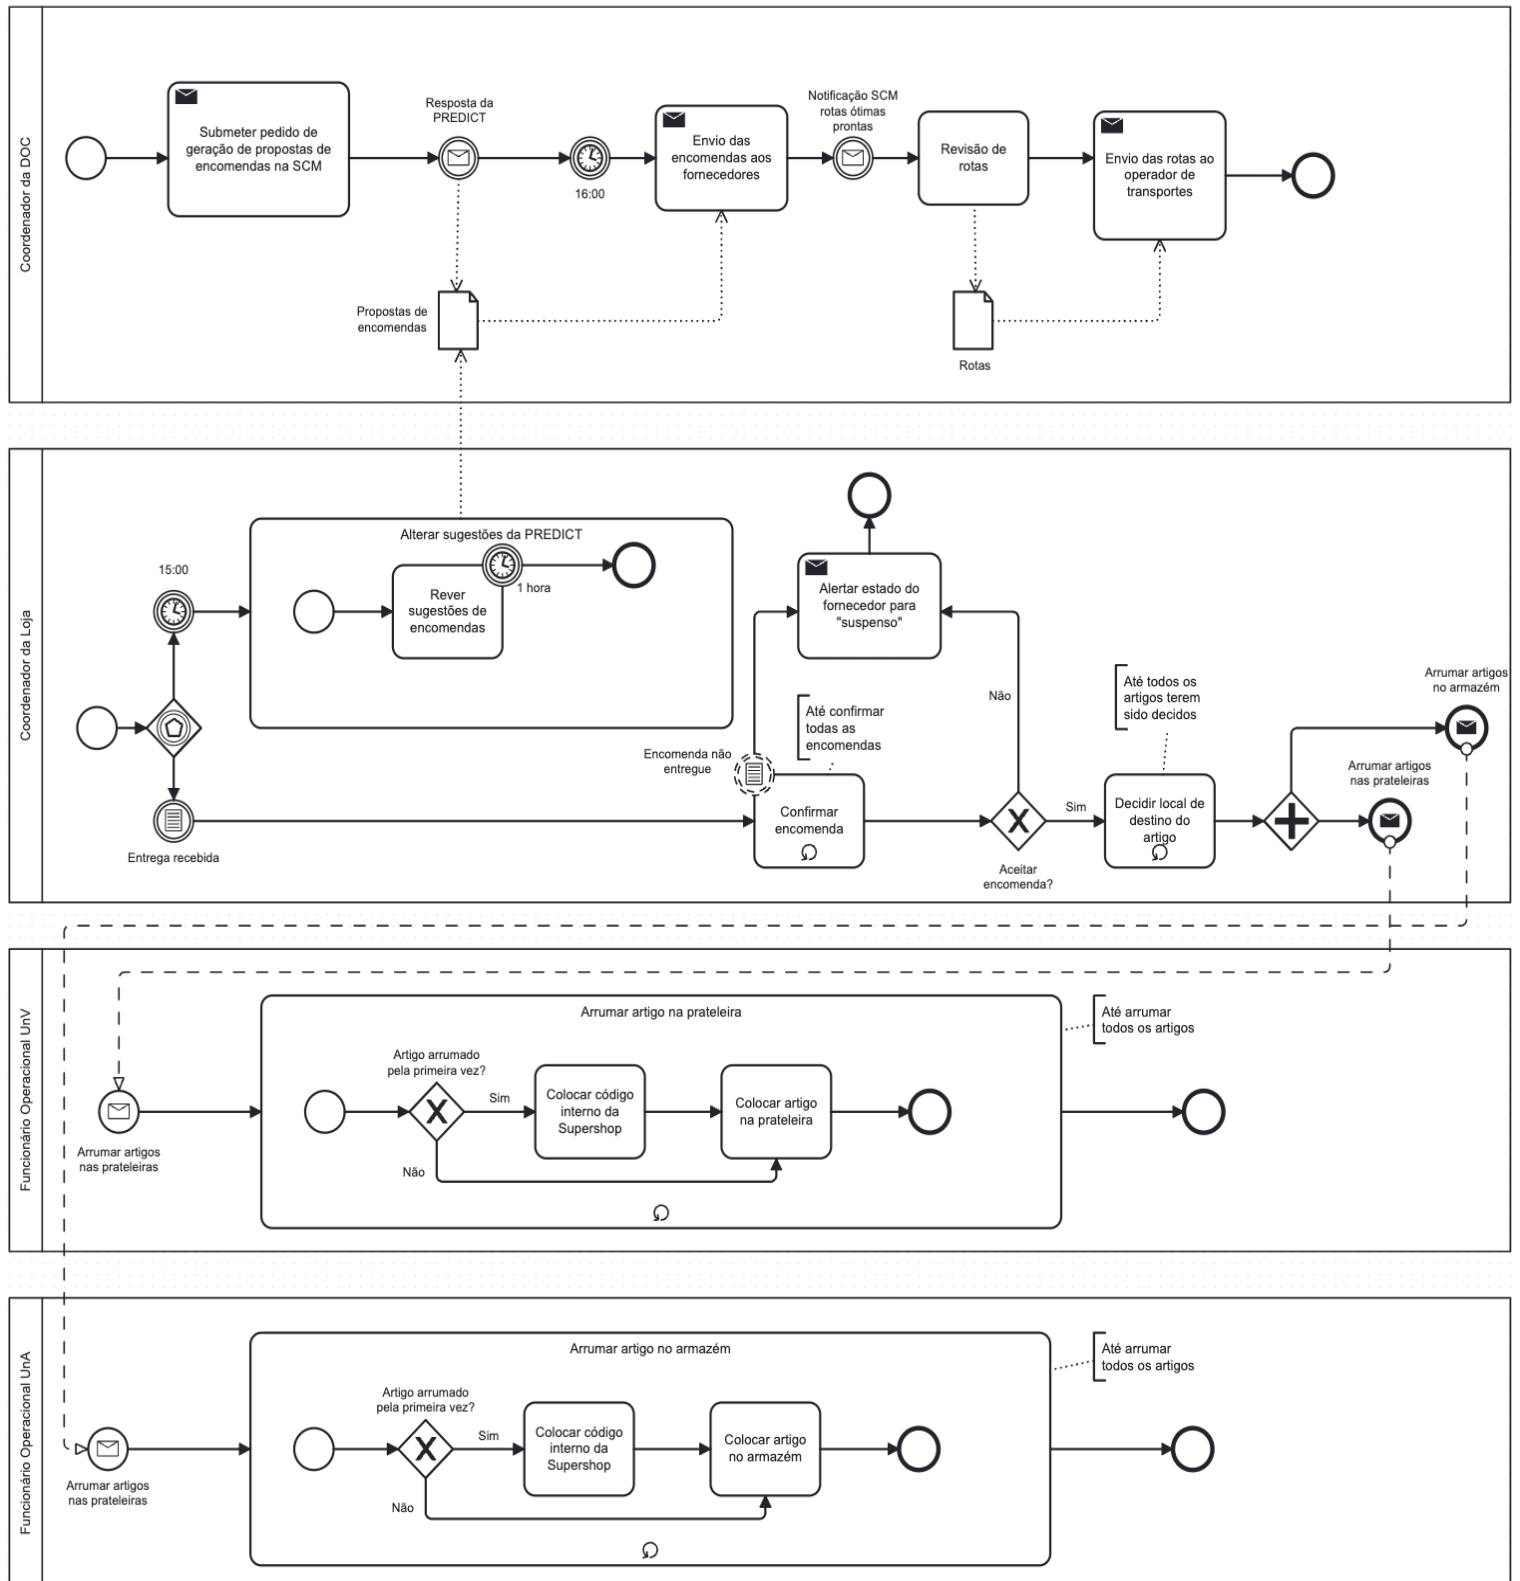 Coordenador da DOC
Submeter pedido de
geração de propostas de
encomendas na SCM
Resposta da
PREDICT
16:00
Envio das
encomendas aos
fornecedores
Notificação SCM
rotas ótimas
prontas
Revisão de
rotas
Envio das rotas ao
operador de
transportes
Propostas de
encomendas
Rotas
Coordenador da Loja
15:00
Alterar sugestões da PREDICT
Rever
sugestões de
encomendas
1 hora
Alertar estado do
fornecedor para
"suspenso"
Não
Até confirmar
todas as
encomendas
Encomenda não
entregue
Confirmar
encomenda
Entrega recebida
Aceitar
encomenda?
Sim
Até todos os
artigos terem
sido decidos
Decidir local de
destino do
artigo
Arrumar artigos
no armazém
Arrumar artigos
nas prateleiras
Funcionário Operacional UnV
Arrumar artigos
nas prateleiras
Arrumar artigo na prateleira
Artigo arrumado
pela primeira vez?
Sim
Não
Colocar código
interno da
Supershop
Colocar artigo
na prateleira
Até arrumar
todos os artigos
Funcionário Operacional UnA
Arrumar artigos
nas prateleiras
Arrumar artigo no armazém
Artigo arrumado
pela primeira vez?
Sim
Não
Colocar código
interno da
Supershop
Colocar artigo
no armazém
Até arrumar
todos os artigos